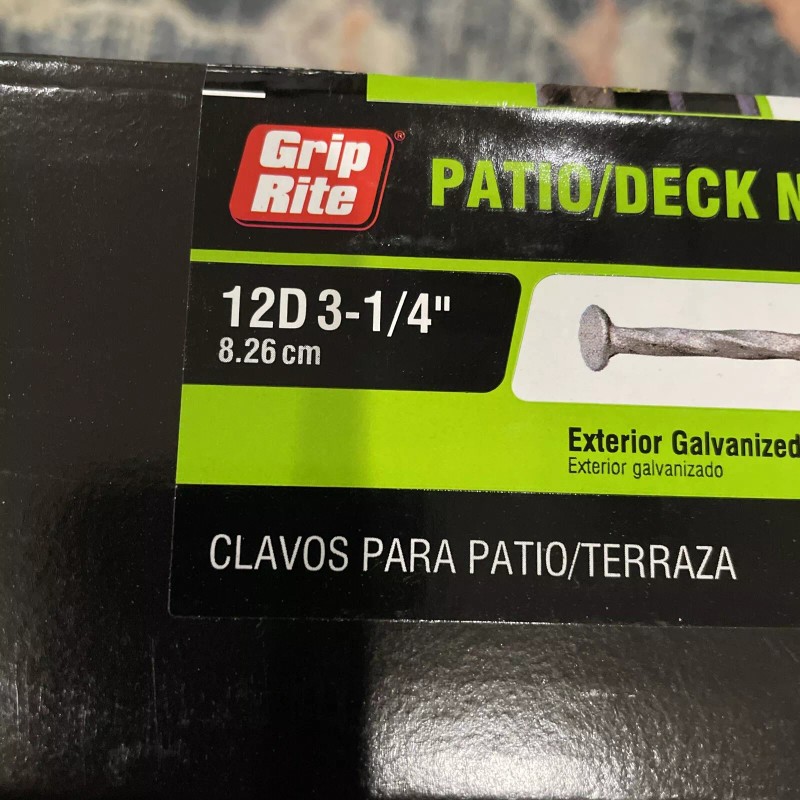 Grip
Rite®
PATIO/DECK N
12D 3-1/4"
8.26 cm
Exterior Galvanized
Exterior galvanizado
CLAVOS PARA PATIO/TERRAZA